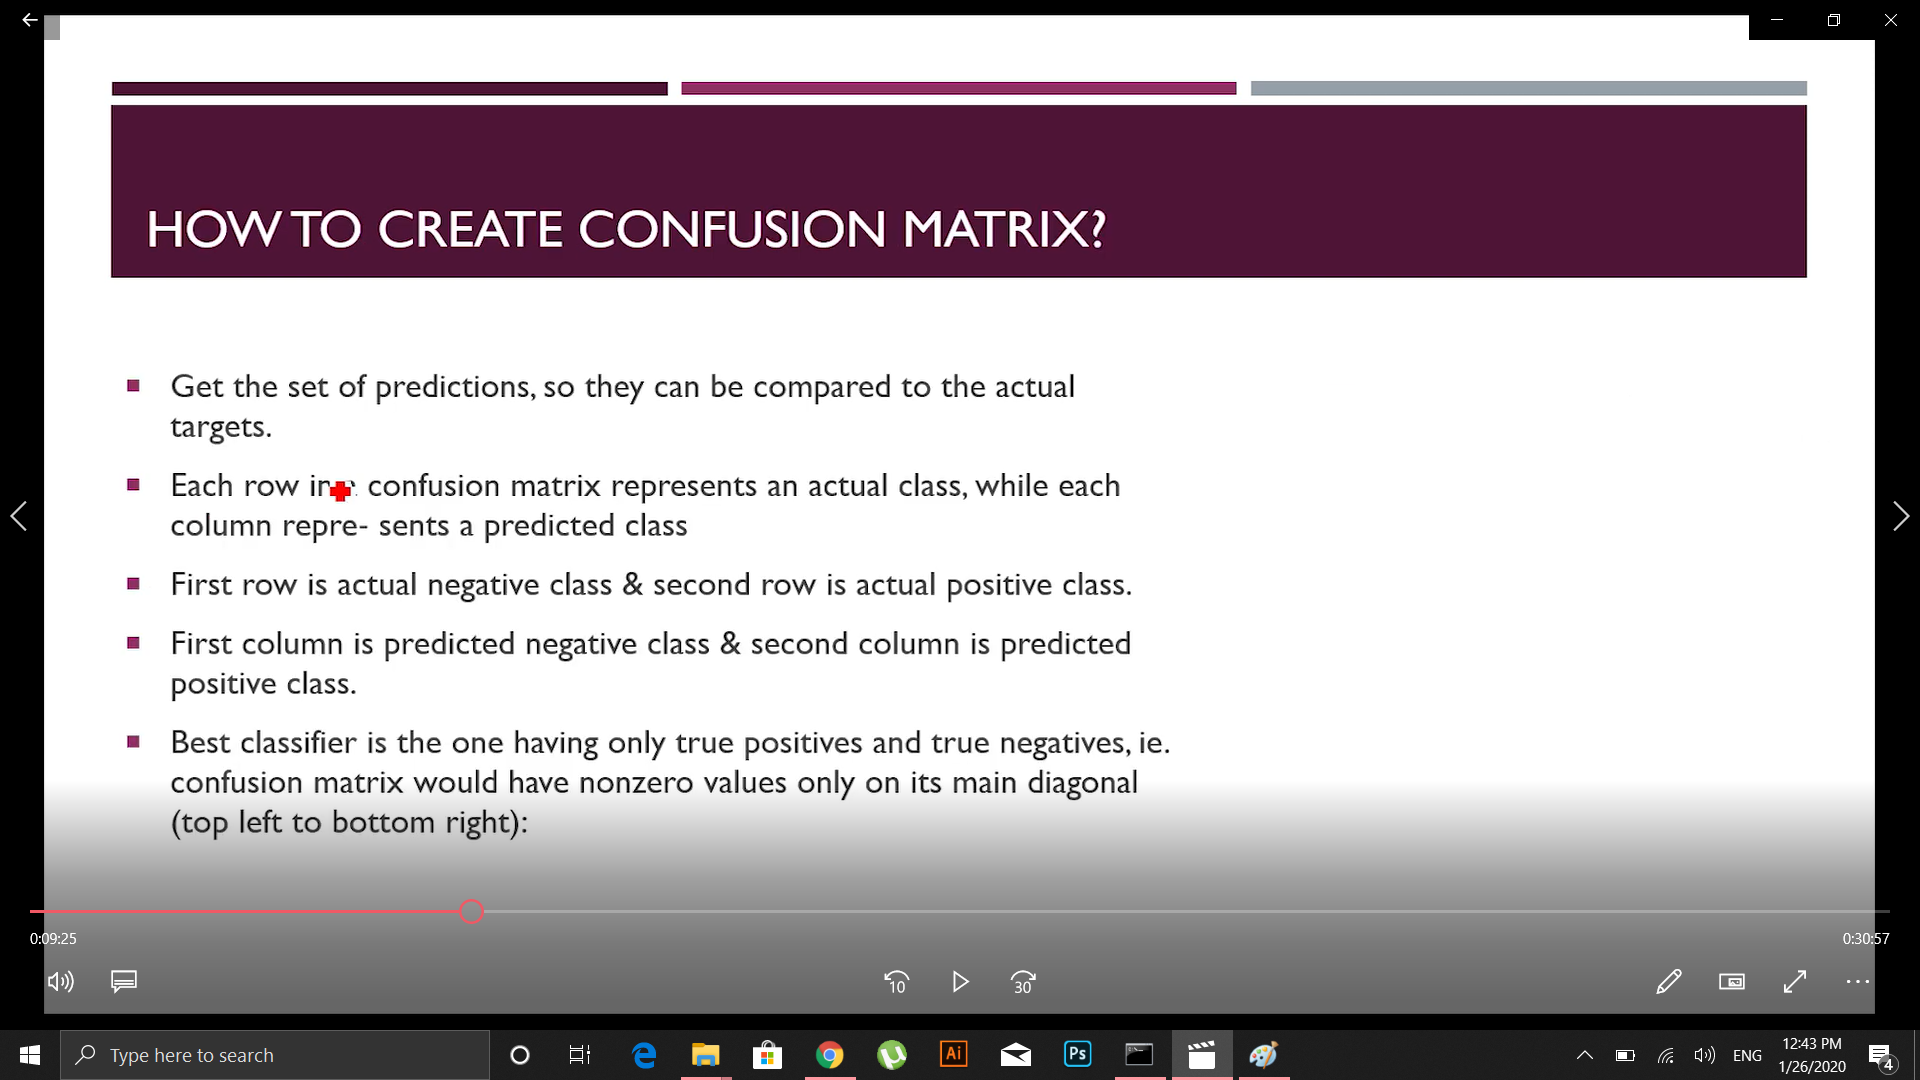 HOW TO CREATE CONFUSION MATRIX?
Get the set of predictions, so they can be compared to the actual
targets.
Each row in confusion matrix represents an actual class, while each
column repre- sents a predicted class
First row is actual negative class & second row is actual positive class.
First column is predicted negative class & second column is predicted
positive class.
Best classifier is the one having only true positives and true negatives, ie.
confusion matrix would have nonzero values only on its main diagonal
(top left to bottom right):
0:09:25
0:30:57
10
30
Type here to search
Ai
Ps
ENG
12:43 PM
1/26/2020
4